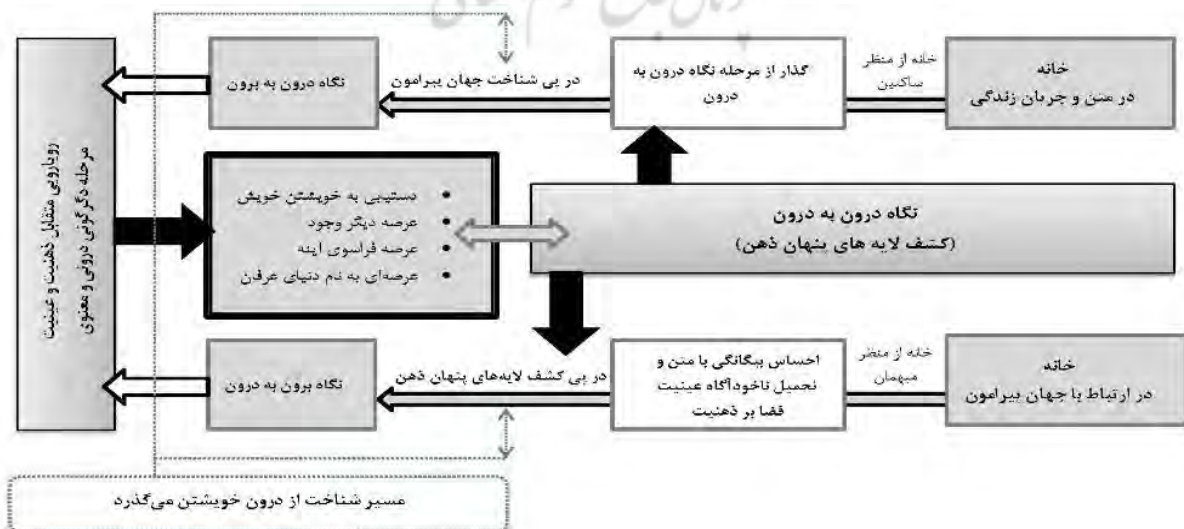 خانه
در متن و جریان زندگی
خانه از منظر
ساکنین
گذار از مرحله نگاه درون به
درون
در پی شناخت جهان پیرامون
نگاه درون به برون
نگاه درون به درون
(کشف لایه های پنهان ذهن)
• دستیابی به خویشتن خویش
• عرصه دیگر وجود
• عرصه فراسوی آینه
• عرصه‌ای به نام دنیای عرفان
رویارویی متقابل ذهنیت و عینیت
مرحله دگرگونی درونی و معنوی
خانه
در ارتباط با جهان پیرامون
خانه از منظر
میهمان
احساس بیگانگی با متن و
تحمیل ناخودآگاه عینیت
فضا بر ذهنیت
در پی کشف لایه‌های پنهان ذهن
نگاه برون به درون
مسیر شناخت از درون خویشتن می‌گذرد